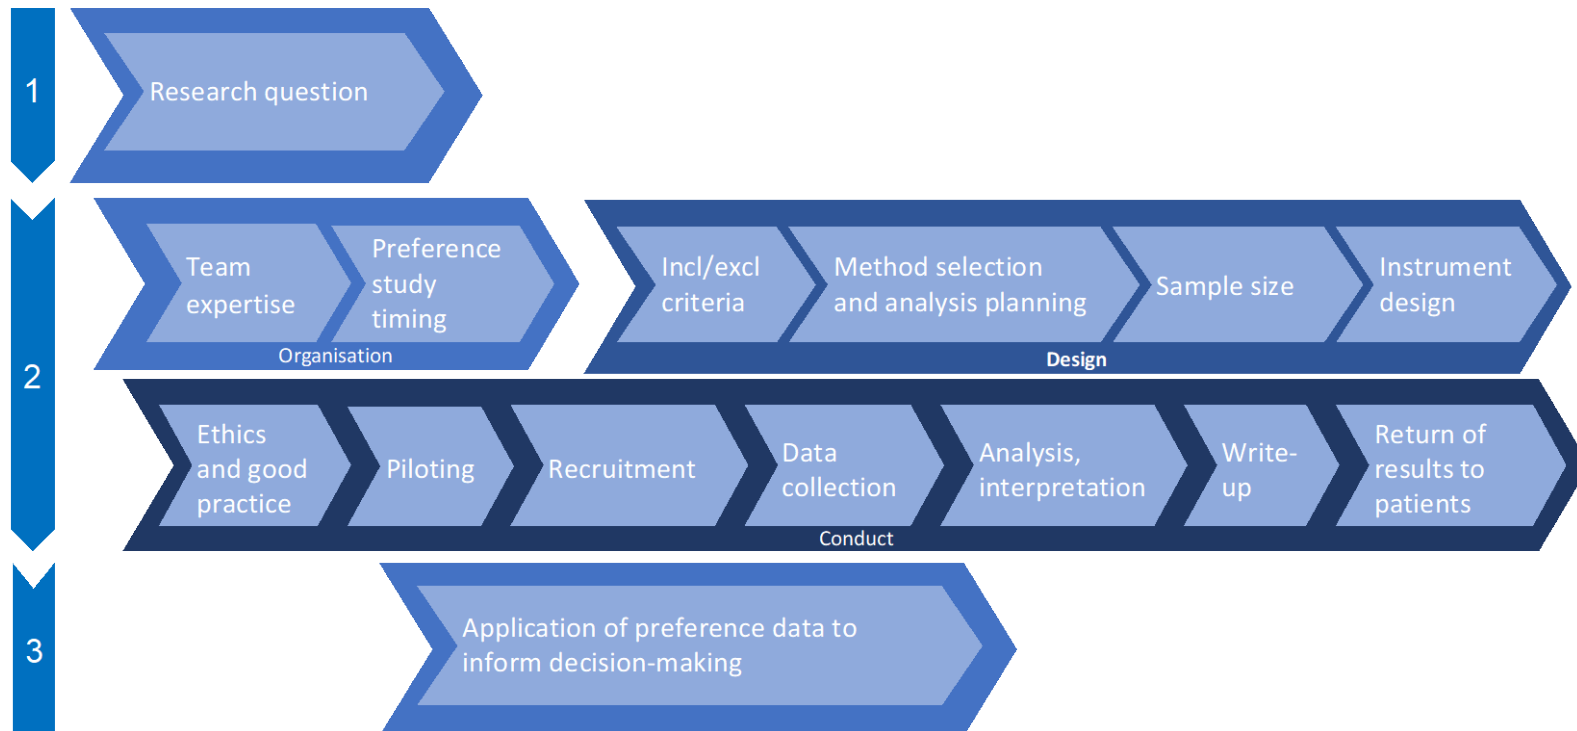 1
Research question
2
Team
expertise
Preference
study
timing
Organisation
Incl/excl
criteria
Method selection
and analysis planning
Sample size
Instrument
design
Design
Ethics
and good
practice
Piloting
Recruitment
Data
collection
Analysis,
interpretation
Write-
up
Return of
results to
patients
Conduct
3
Application of preference data to
inform decision-making